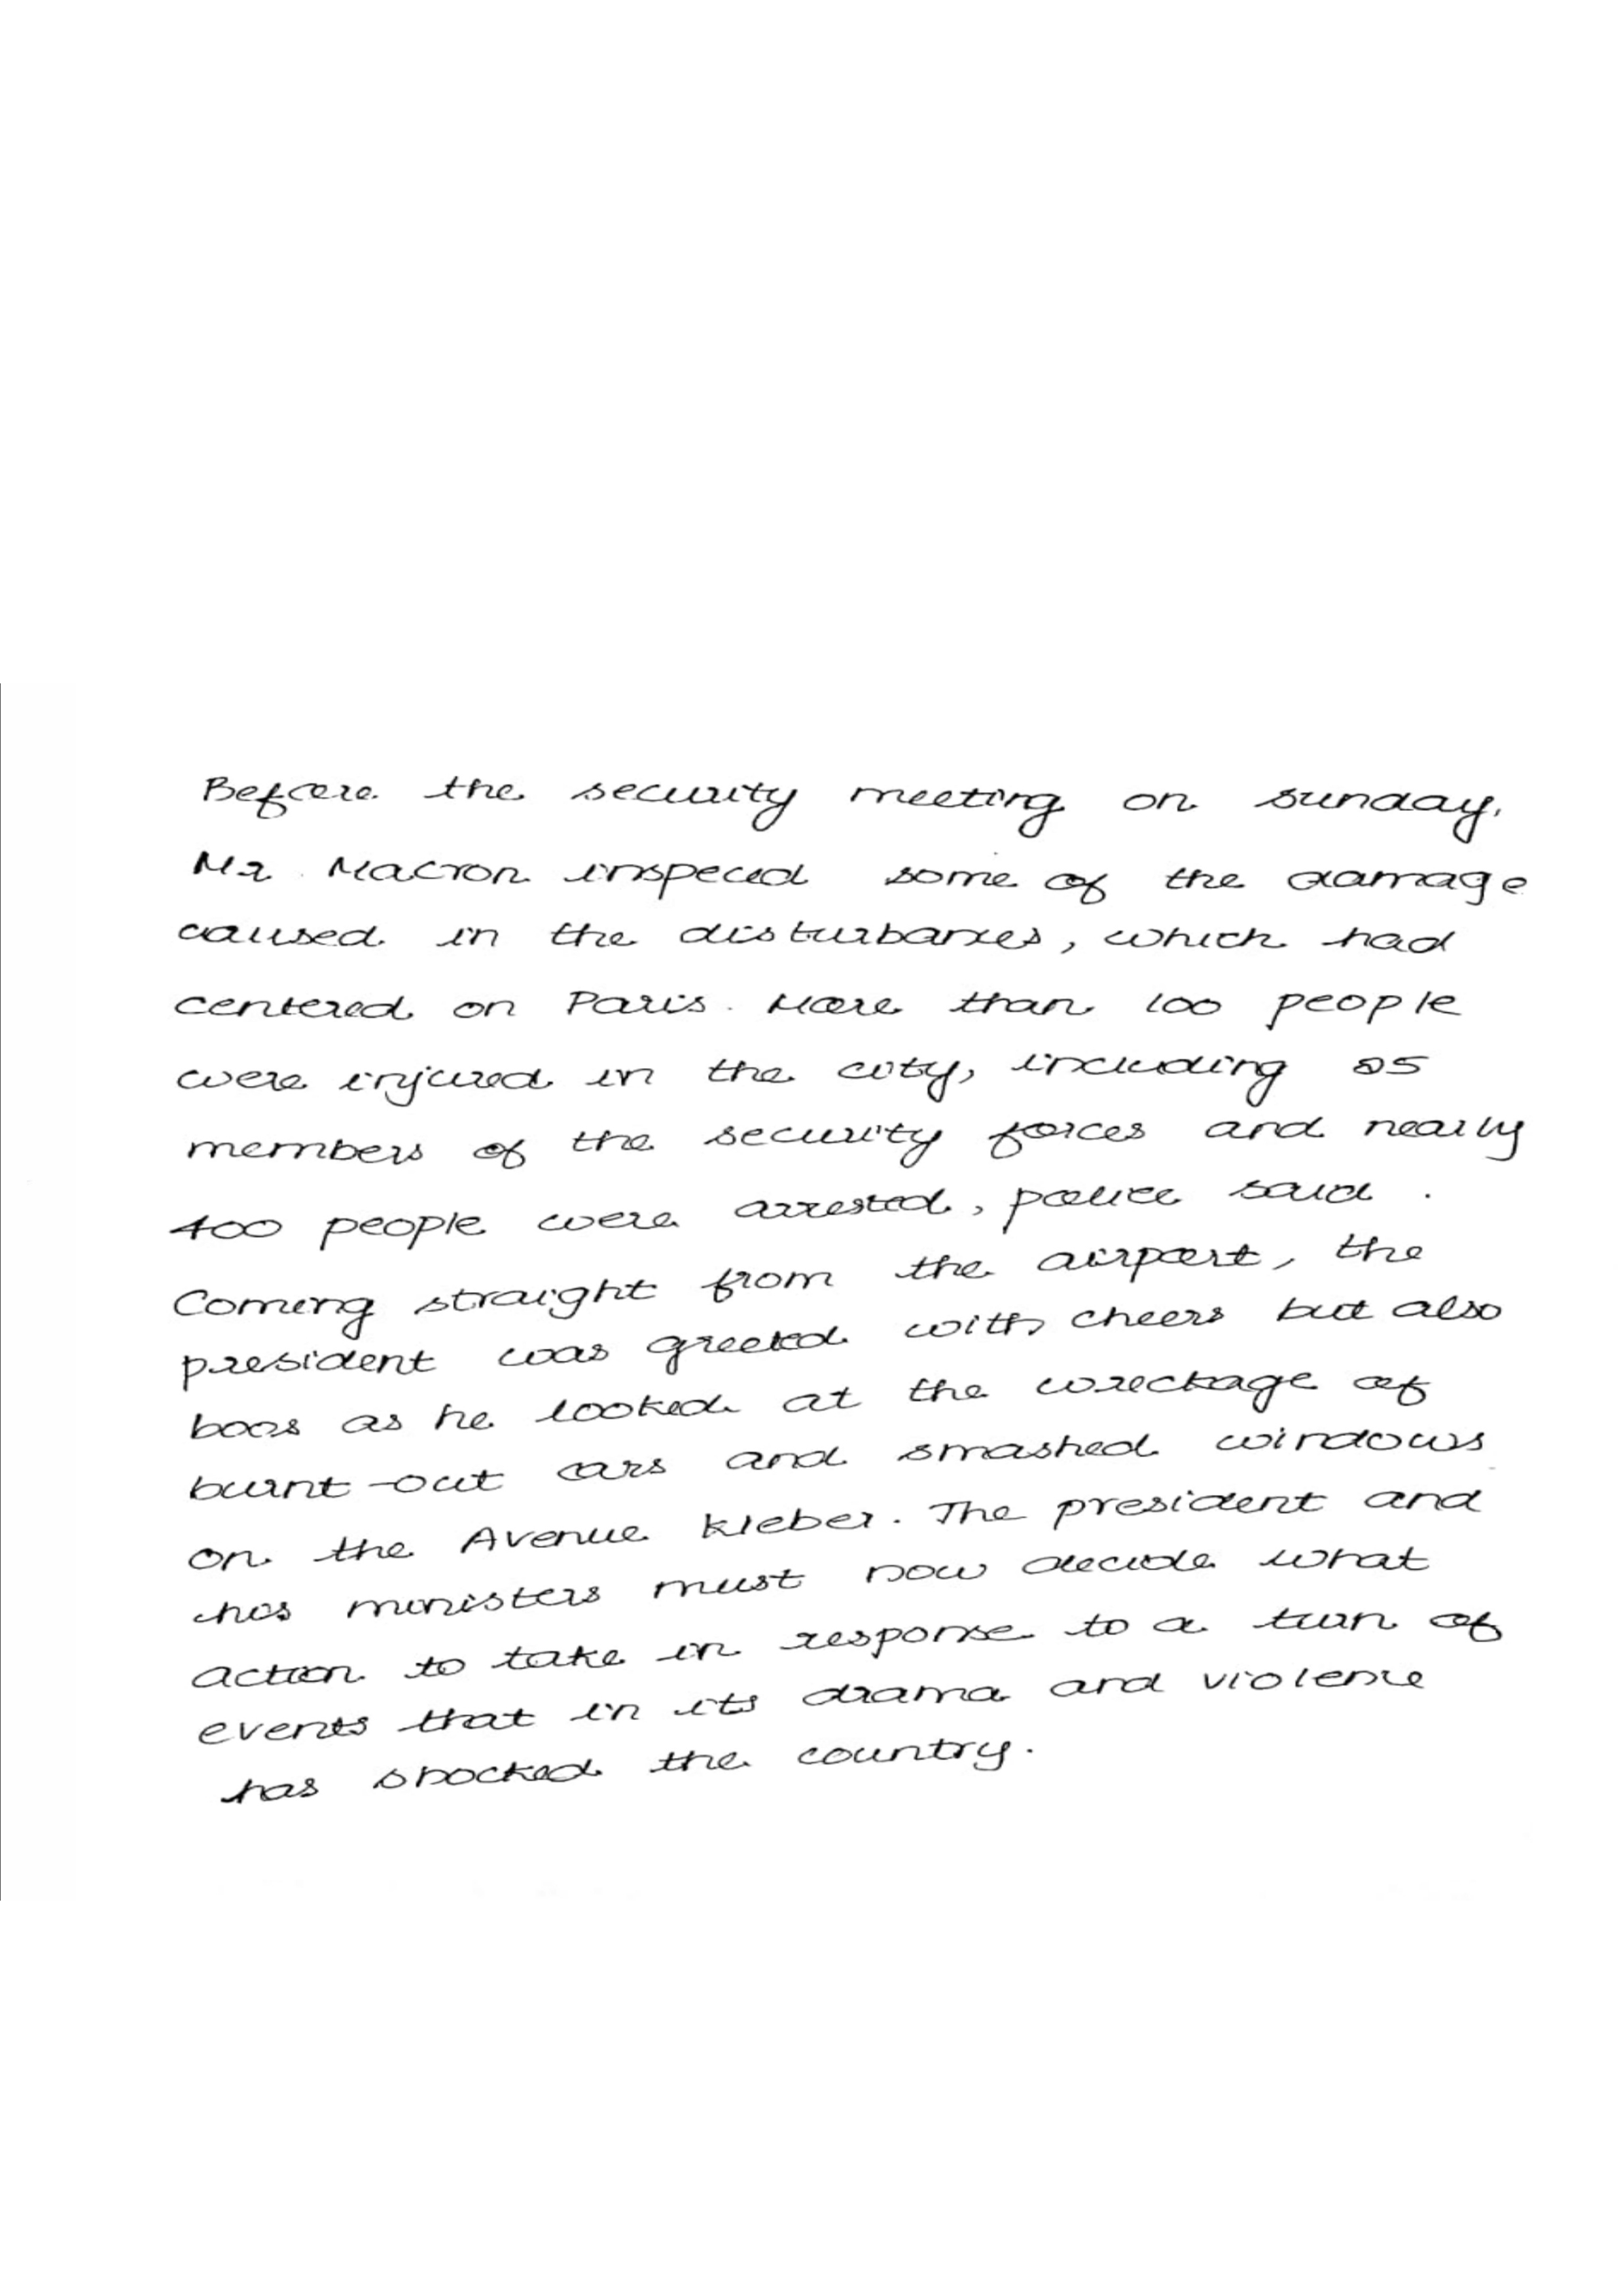 Before the security meeting on sunday,
Mr Macron inspeced some of the damage
caused in the disturbances, which had
centered on Paris. More than 100 people
were injured in the city, including 25
members of the security forces and nearly
400 people were arrested, police said.
Coming straight from the airport, the
president was greeted with cheers but also
boos as he looked at the wreckage of
burnt-out cars and smashed windows
on the Avenue Kleber. The president and
his ministers must now decide what
action to take in response to a turn of
events that in its drama and violence
has shocked the country.